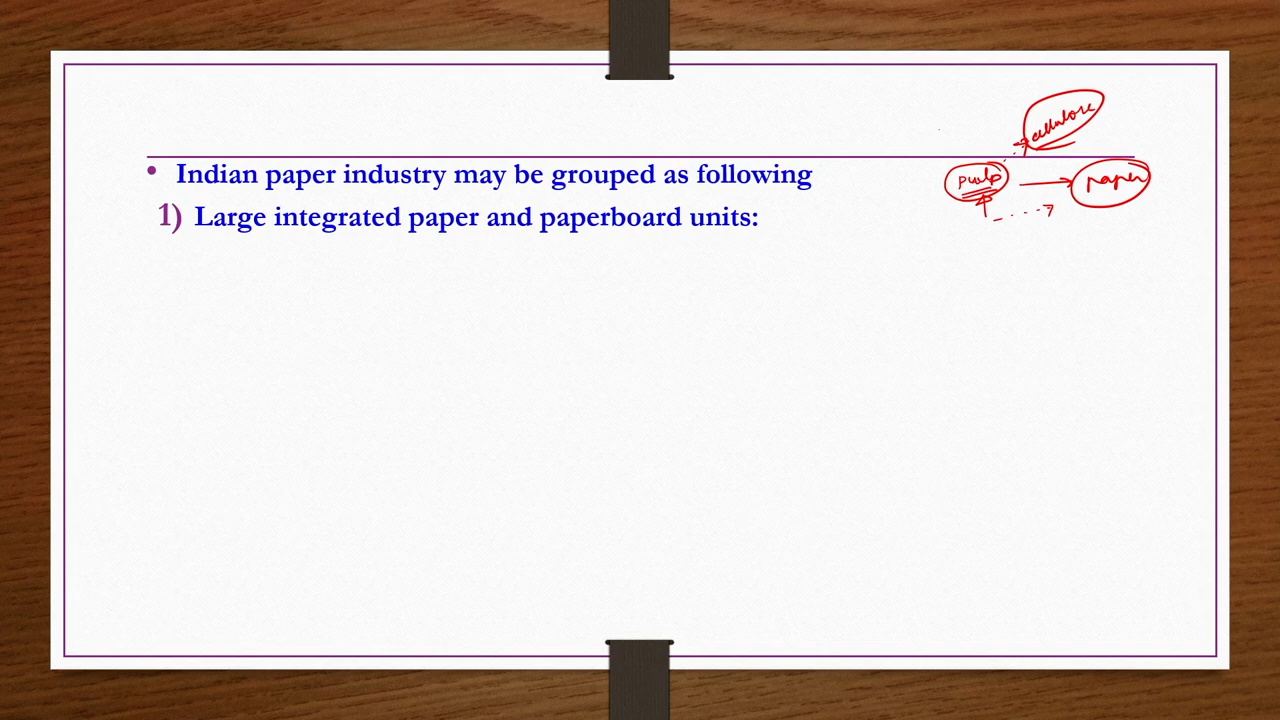 cellulose
• Indian paper industry may be grouped as following
pulp → paper
1) Large integrated paper and paperboard units: